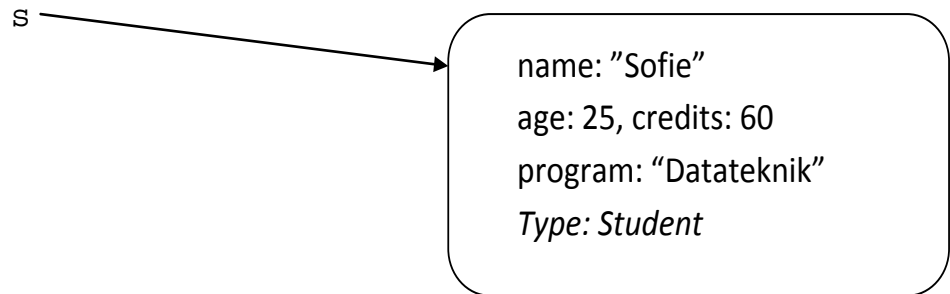 s
name: ”Sofie”
age: 25, credits: 60
program: “Datateknik”
Type: Student